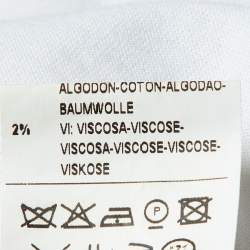 ALGODON-COTON-ALGODAO-
BAUMWOLLE
2% VI: VISCOSA-VISCOSE-
VISCOSA-VISCOSE-VISCOSE-
VISKOSE
P